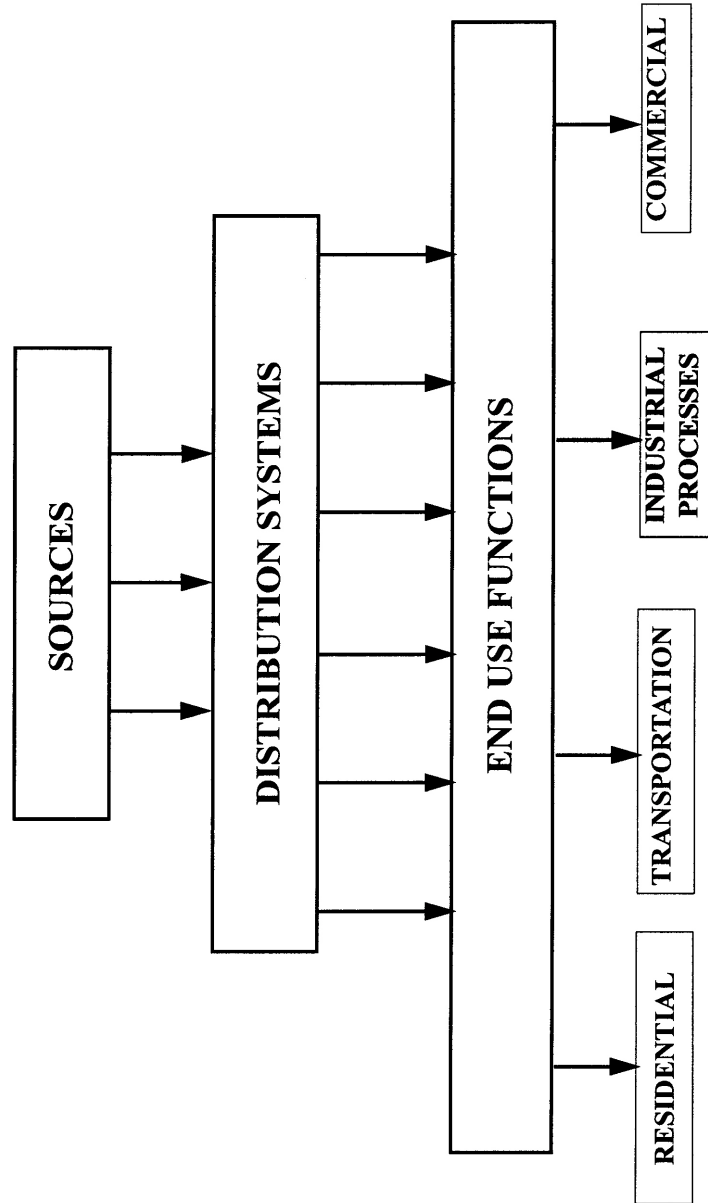 SOURCES
DISTRIBUTION SYSTEMS
END USE FUNCTIONS
RESIDENTIAL
TRANSPORTATION
INDUSTRIAL
PROCESSES
COMMERCIAL